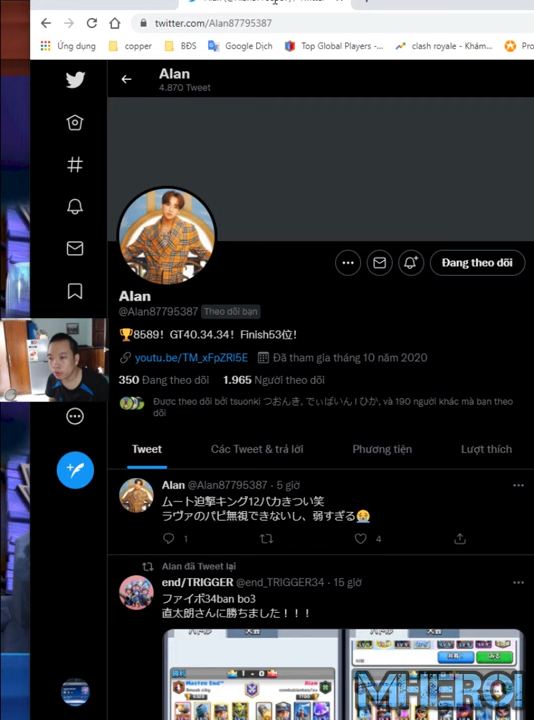 twitter.com/Alan87795387
Ứng dụng
copper
BĐS
Google Dịch
Top Global Players -...
clash royale - Khám...
Pro
Alan
4.870 Tweet
Đang theo dõi
Alan
@Alan87795387 Theo dõi bạn
🏆8589！GT40.34.34！Finish53位！
youtu.be/TM_xFpZRl5E Đã tham gia tháng 10 năm 2020
350 Đang theo dõi 1.965 Người theo dõi
Được theo dõi bởi tsuonki つおんき, でぃばいん l ひか, và 190 người khác mà bạn theo
dõi
Tweet
Các Tweet & trả lời
Phương tiện
Lượt thích
Alan @Alan87795387 · 5 giờ
ムート迫撃キング12バカきつい笑
ラヴァのパピ無視できないし、弱すぎる😭
1
4
Alan đã Tweet lại
end/TRIGGER @end_TRIGGER34 · 15 giờ
ファイボ34ban bo3
直太朗さんに勝ちました！！！
1 - 0
MHERO1